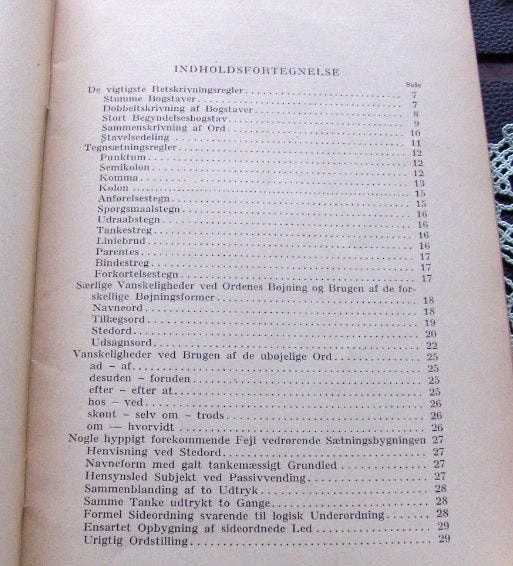 INDHOLDSFORTEGNELSE
Side
De vigtigste Retskrivningsregler 7
Stumme Bogstaver 7
Dobbeltskrivning af Bogstaver 8
Stort Begyndelsesbogstav 9
Sammenskrivning af Ord 10
Stavelsedeling 11
Tegnsætningsregler 12
Punktum 12
Semikolon 12
Komma 13
Kolon 15
Anførelsestegn 15
Spørgsmaalstegn 16
Udraabstegn 16
Tankestreg 16
Liniebrud 17
Parentes 17
Bindestreg 17
Forkortelsestegn
Særlige Vanskeligheder ved Ordenes Bøjning og Brugen af de for-
skellige Bøjningsformer 18
Navneord 18
Tillægsord 19
Stedord 20
Udsagnsord 22
Vanskeligheder ved Brugen af de ubøjelige Ord 25
ad – af 25
desuden – foruden 25
efter – efter at 25
hos – ved 26
skønt – selv om – trods 26
om — hvorvidt 26
Nogle hyppigt forekommende Fejl vedrørende Sætningsbygningen 27
Henvisning ved Stedord 27
Navneform med galt tankemæssigt Grundled 27
Hensynsled Subjekt ved Passivvending 27
Sammenblanding af to Udtryk 28
Samme Tanke udtrykt to Gange 28
Formel Sideordning svarende til logisk Underordning 28
Ensartet Opbygning af sideordnede Led 29
Urigtig Ordstilling 29